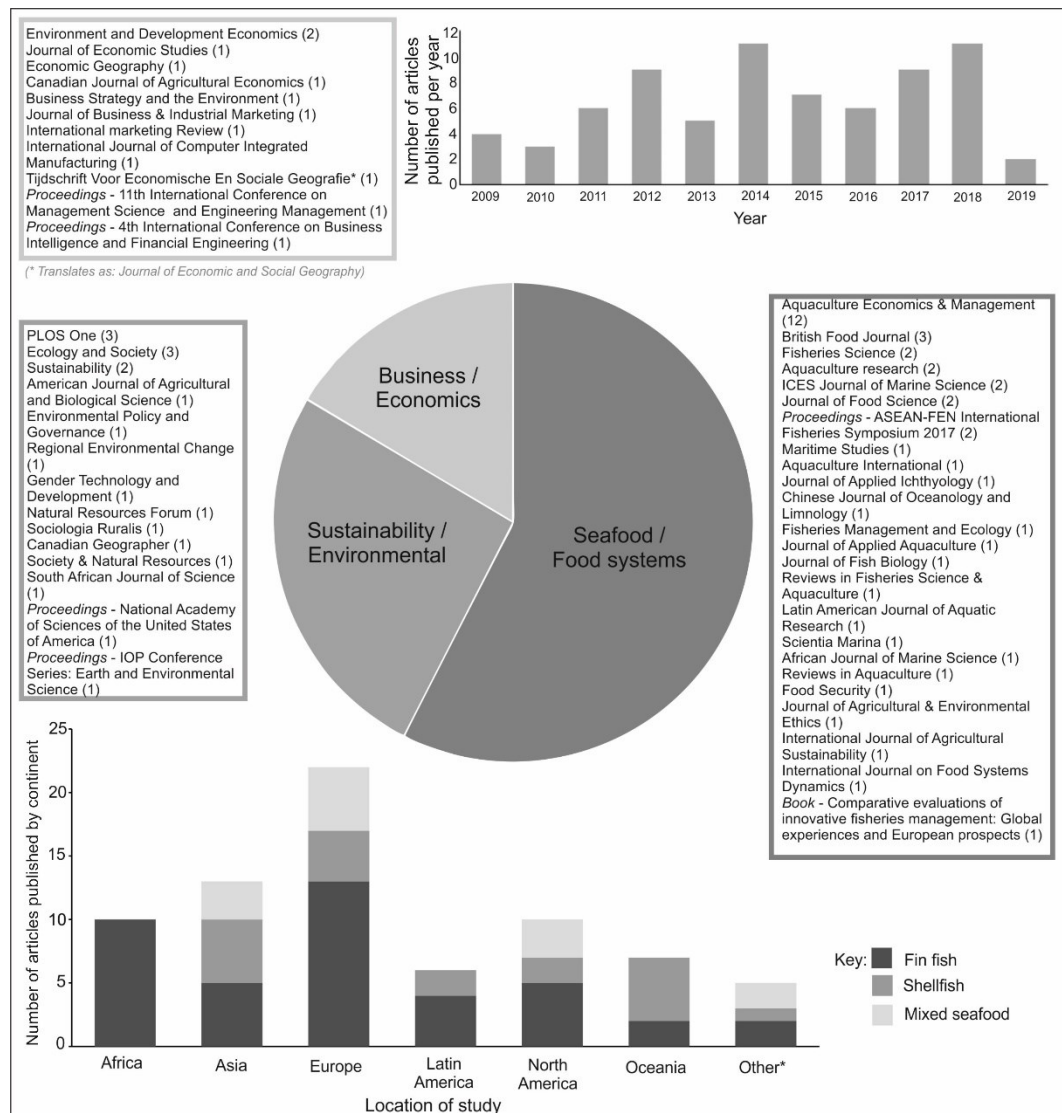 Environment and Development Economics (2)
Journal of Economic Studies (1)
Economic Geography (1)
Canadian Journal of Agricultural Economics (1)
Business Strategy and the Environment (1)
Journal of Business & Industrial Marketing (1)
International marketing Review (1)
International Journal of Computer Integrated
Manufacturing (1)
Tijdschrift Voor Economische En Sociale Geografie* (1)
Proceedings - 11th International Conference on
Management Science and Engineering Management (1)
Proceedings - 4th International Conference on Business
Intelligence and Financial Engineering (1)
(* Translates as: Journal of Economic and Social Geography)
Number of articles
published per year
12
10
8
6
4
2
0
2009 2010 2011 2012 2013 2014 2015 2016 2017 2018 2019
Year
PLOS One (3)
Ecology and Society (3)
Sustainability (2)
American Journal of Agricultural
and Biological Science (1)
Environmental Policy and
Governance (1)
Regional Environmental Change
(1)
Gender Technology and
Development (1)
Natural Resources Forum (1)
Sociologia Ruralis (1)
Canadian Geographer (1)
Society & Natural Resources (1)
South African Journal of Science
(1)
Proceedings - National Academy
of Sciences of the United States
of America (1)
Proceedings - IOP Conference
Series: Earth and Environmental
Science (1)
Business /
Economics
Sustainability /
Environmental
Seafood /
Food systems
Aquaculture Economics & Management
(12)
British Food Journal (3)
Fisheries Science (2)
Aquaculture research (2)
ICES Journal of Marine Science (2)
Journal of Food Science (2)
Proceedings - ASEAN-FEN International
Fisheries Symposium 2017 (2)
Maritime Studies (1)
Aquaculture International (1)
Journal of Applied Ichthyology (1)
Chinese Journal of Oceanology and
Limnology (1)
Fisheries Management and Ecology (1)
Journal of Applied Aquaculture (1)
Journal of Fish Biology (1)
Reviews in Fisheries Science &
Aquaculture (1)
Latin American Journal of Aquatic
Research (1)
Scientia Marina (1)
African Journal of Marine Science (1)
Reviews in Aquaculture (1)
Food Security (1)
Journal of Agricultural & Environmental
Ethics (1)
International Journal of Agricultural
Sustainability (1)
International Journal on Food Systems
Dynamics (1)
Book - Comparative evaluations of
innovative fisheries management: Global
experiences and European prospects (1)
Number of articles published by continent
25
20
15
10
5
0
Africa Asia Europe Latin America North America Oceania Other*
Location of study
Key: Fin fish
Shellfish
Mixed seafood